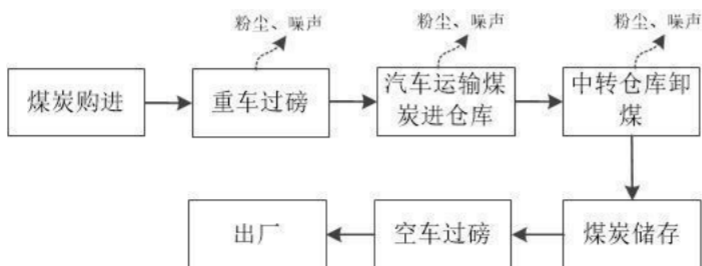 粉尘、噪声
粉尘、噪声
粉尘、噪声
煤炭购进
重车过磅
汽车运输煤
炭进仓库
中转仓库卸
煤
出厂
空车过磅
煤炭储存